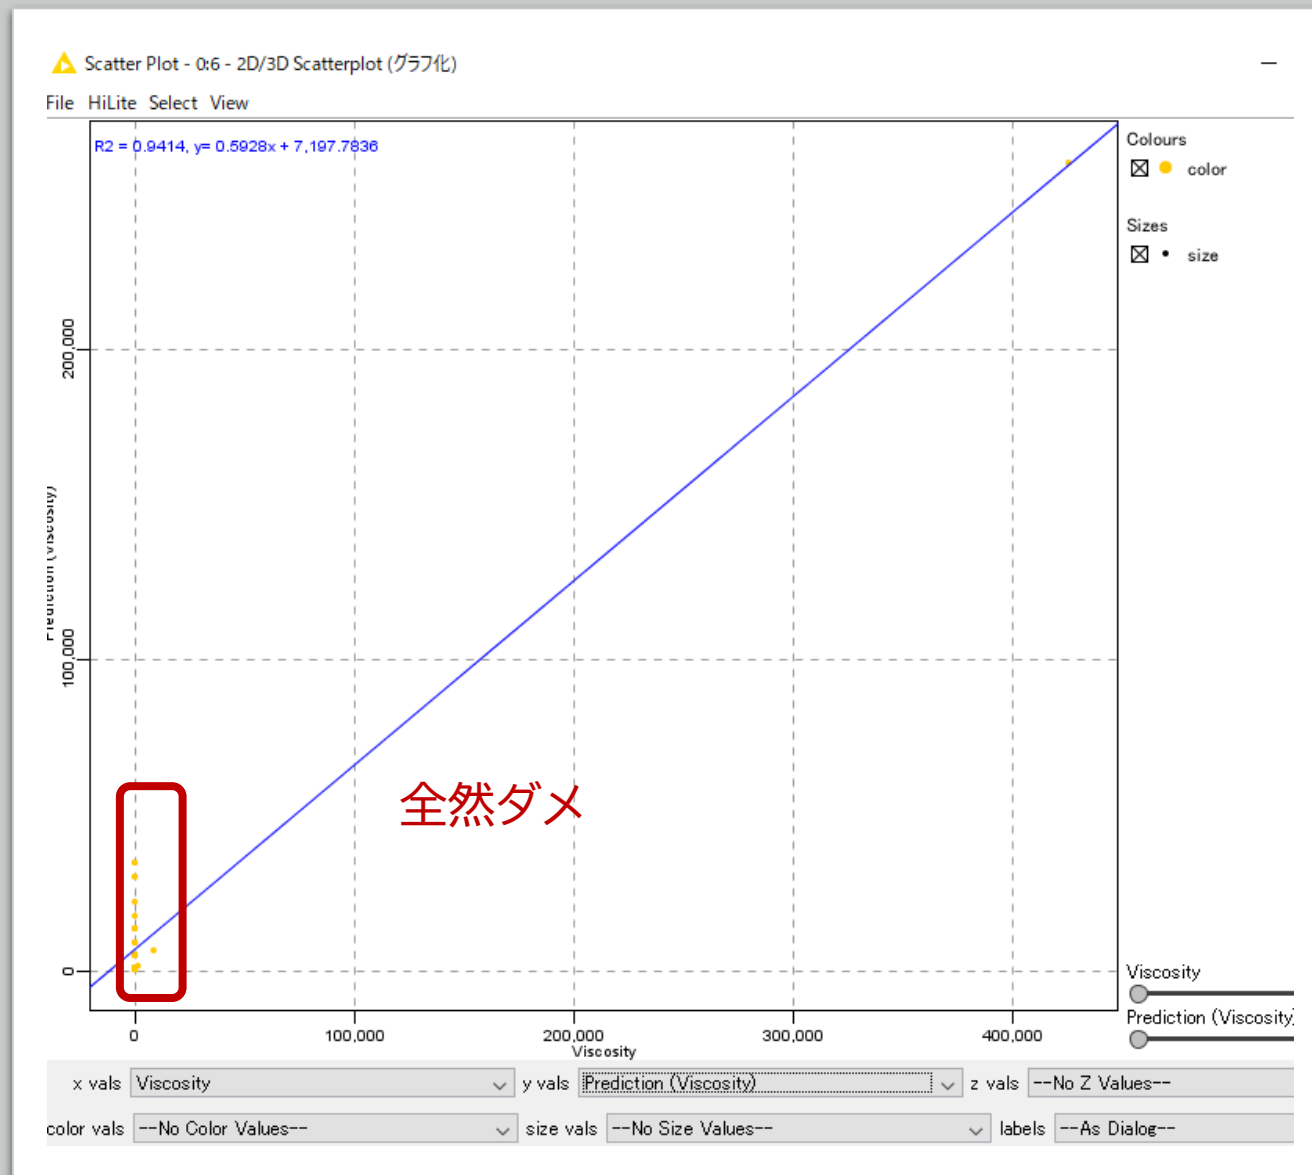 Scatter Plot - 0:6 - 2D/3D Scatterplot (グラフ化)
File HiLite Select View
R2 = 0.9414, y= 0.5928x + 7,197.7836
Colours
color
Sizes
size
200,000
100,000
0
Prediction (Viscosity)
全然ダメ
0 100,000 200,000 300,000 400,000
Viscosity
Viscosity
Prediction (Viscosity)
x vals Viscosity y vals Prediction (Viscosity) z vals --No Z Values--
color vals --No Color Values-- size vals --No Size Values-- labels --As Dialog--